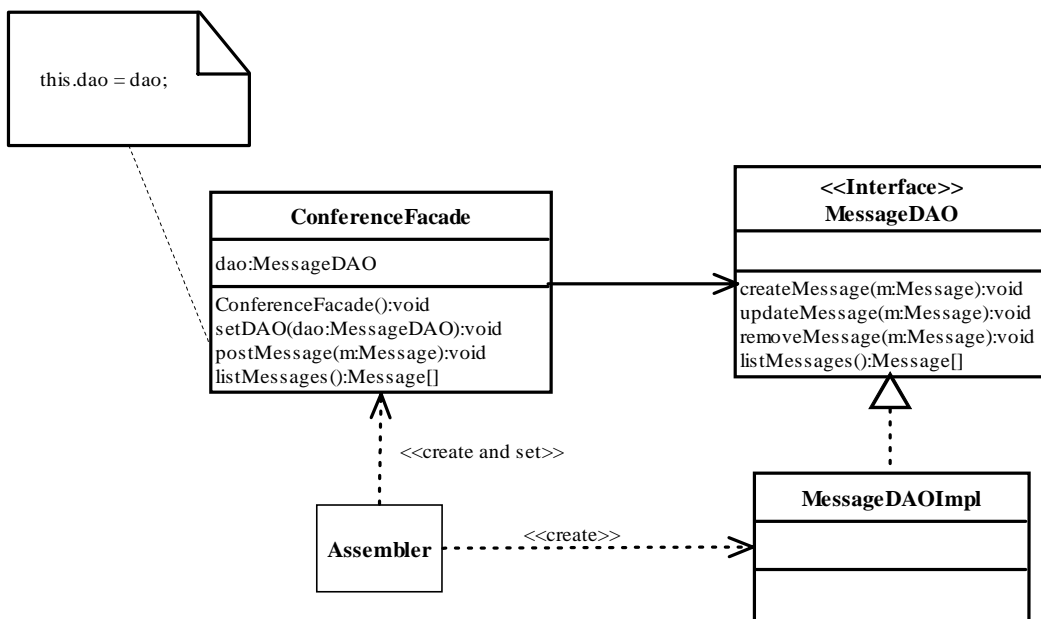 this.dao = dao;
<<Interface>>
MessageDAO
ConferenceFacade
dao:MessageDAO
ConferenceFacade():void
setDAO(dao:MessageDAO):void
postMessage(m:Message):void
listMessages():Message[]
createMessage(m:Message):void
updateMessage(m:Message):void
removeMessage(m:Message):void
listMessages():Message[]
<<create and set>>
MessageDAOImpl
Assembler
<<create>>